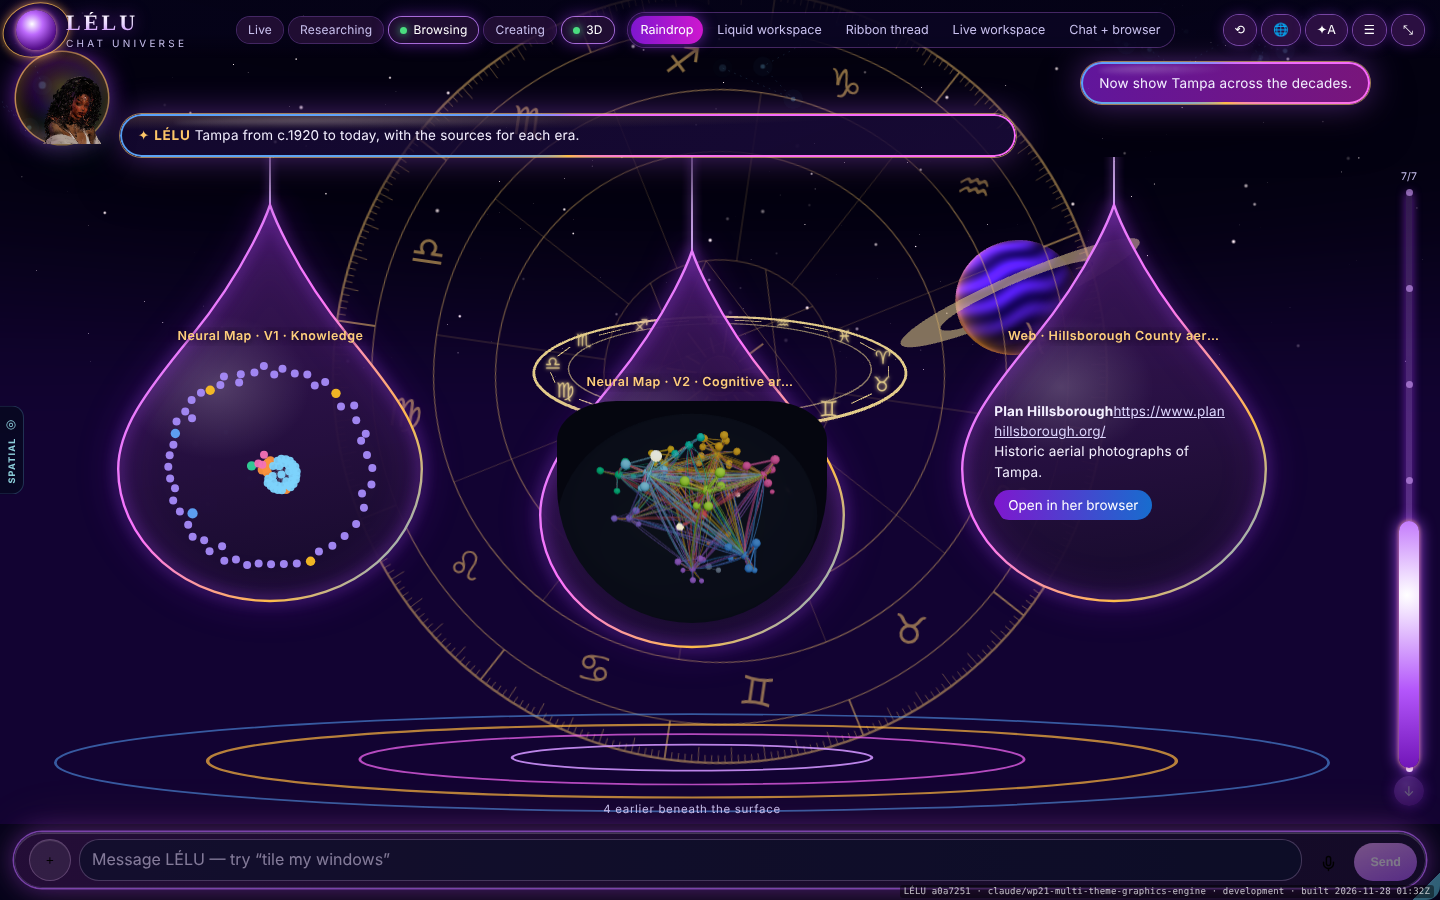 LÉLU
CHAT UNIVERSE
Live
Researching
Browsing
Creating
3D
Raindrop
Liquid workspace
Ribbon thread
Live workspace
Chat + browser
✦A
Now show Tampa across the decades.
✦ LÉLU Tampa from c.1920 to today, with the sources for each era.
7/7
Neural Map · V1 · Knowledge
Neural Map · V2 · Cognitive ar...
Web · Hillsborough County aer...
Plan Hillsboroughhttps://www.plan
hillsborough.org/
Historic aerial photographs of
Tampa.
Open in her browser
SPATIAL
4 earlier beneath the surface
+
Message LÉLU — try “tile my windows”
Send
LÉLU a0a7251 · claude/wp21-multi-theme-graphics-engine · development · built 2026-11-28 01:32Z